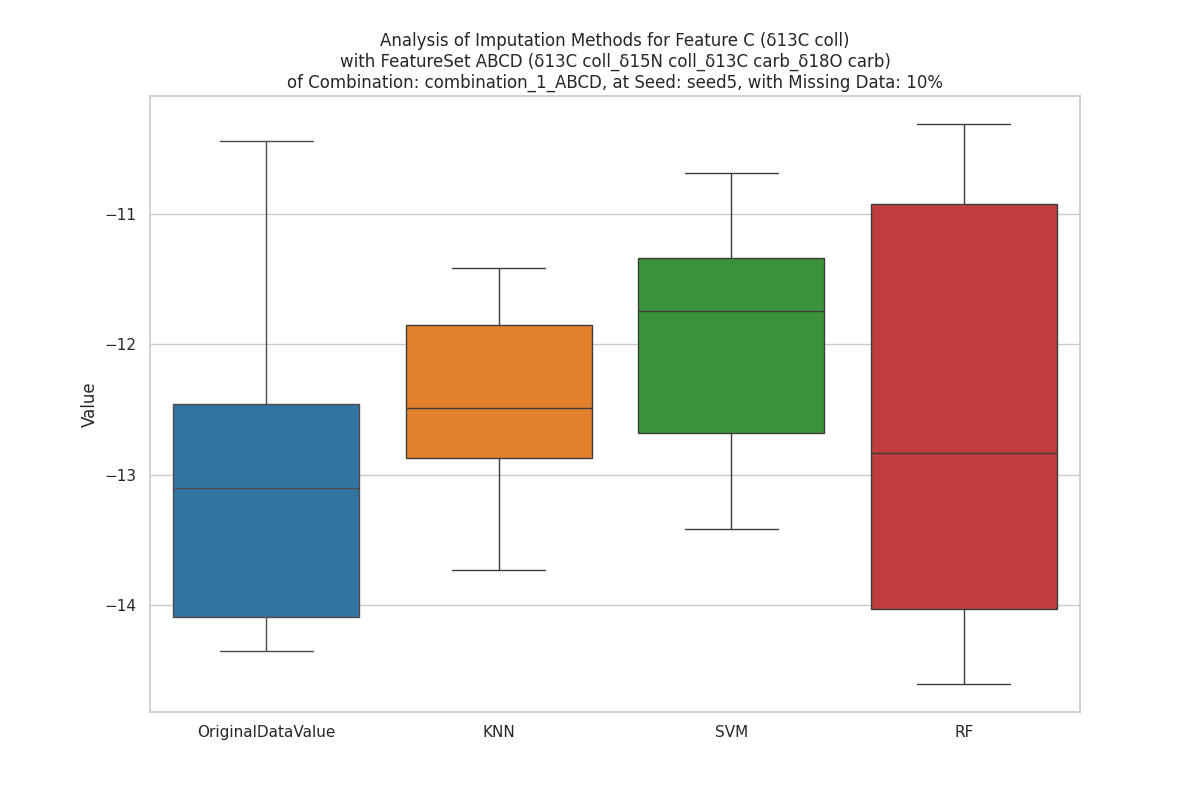 Analysis of Imputation Methods for Feature C (δ13C coll)
with FeatureSet ABCD (δ13C coll_δ15N coll_δ13C carb_δ18O carb)
of Combination: combination_1_ABCD, at Seed: seed5, with Missing Data: 10%
Value
−11
−12
−13
−14
OriginalDataValue
KNN
SVM
RF